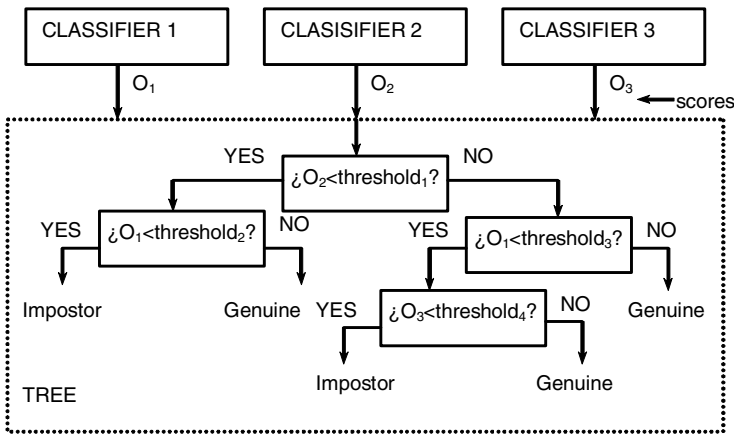 CLASSIFIER 1
CLASISIFIER 2
CLASSIFIER 3
O₁
O₂
O₃
scores
YES
NO
¿O₂<threshold₁?
YES
¿O₁<threshold₂?
NO
YES
¿O₁<threshold₃?
NO
Impostor
Genuine
YES
¿O₃<threshold₄?
NO
Genuine
Impostor
Genuine
TREE